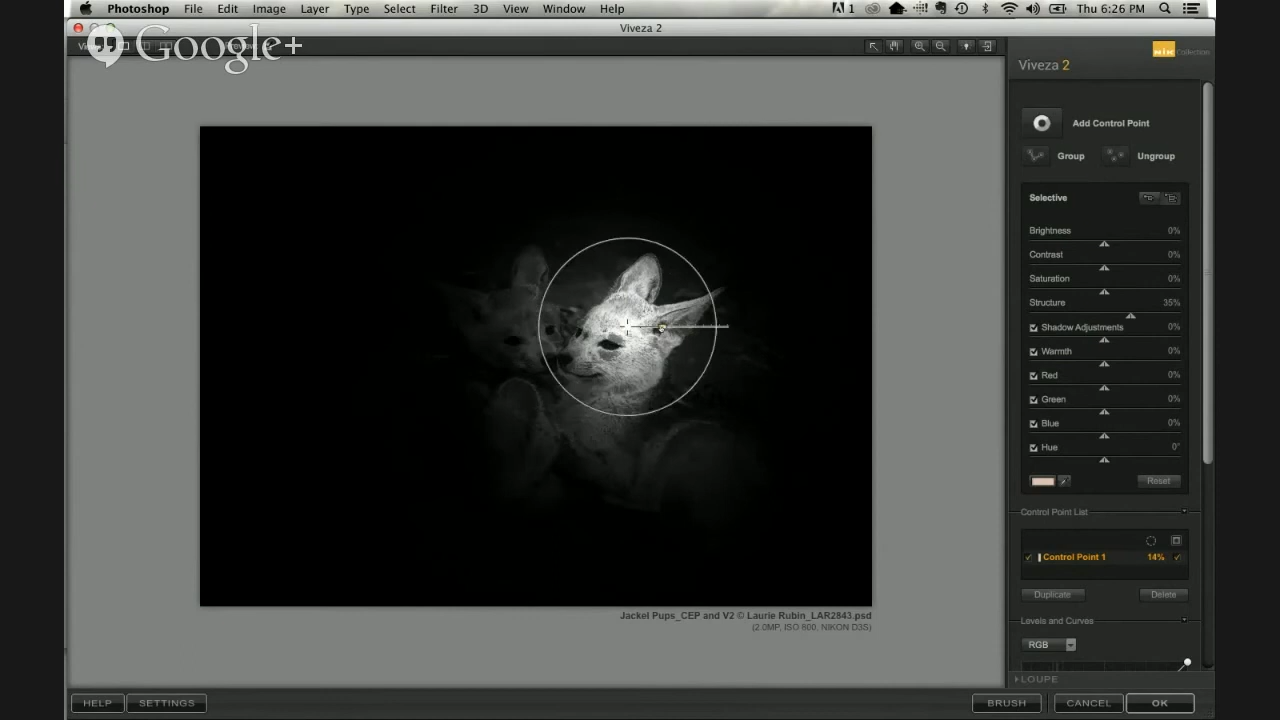 Photoshop File Edit Image Layer Type Select Filter 3D View Window Help 1 Thu 6:26 PM
Viveza 2
Google+
Nik Collection
Viveza 2
Add Control Point
Group Ungroup
Selective
Brightness 0%
Contrast 0%
Saturation 0%
Structure 35%
Shadow Adjustments 0%
Warmth 0%
Red 0%
Green 0%
Blue 0%
Hue 0°
Reset
Control Point List
Control Point 1 14%
Duplicate Delete
Jackel Pups_CEP and V2 © Laurie Rubin_LAR2843.psd
(2.0MP, ISO 800, NIKON D3S)
Levels and Curves
RGB
LOUPE
HELP SETTINGS BRUSH CANCEL OK